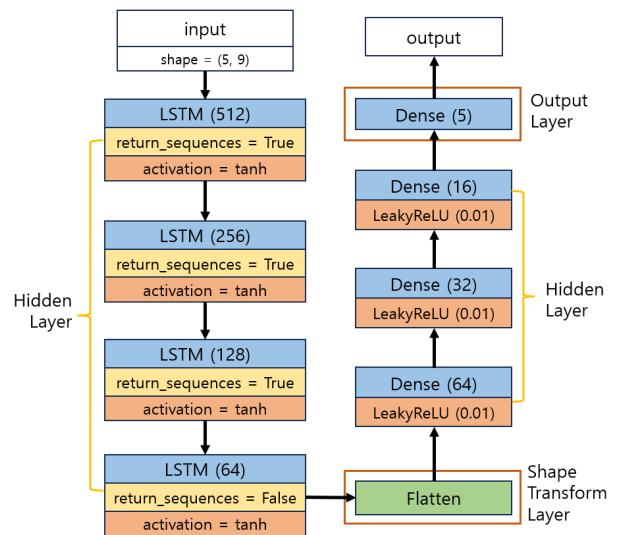 input
shape = (5, 9)
LSTM (512)
return_sequences = True
activation = tanh
LSTM (256)
return_sequences = True
activation = tanh
Hidden
Layer
LSTM (128)
return_sequences = True
activation = tanh
LSTM (64)
return_sequences = False
activation = tanh
Flatten
Shape
Transform
Layer
Dense (64)
LeakyReLU (0.01)
Dense (32)
LeakyReLU (0.01)
Hidden
Layer
Dense (16)
LeakyReLU (0.01)
Dense (5)
Output
Layer
output